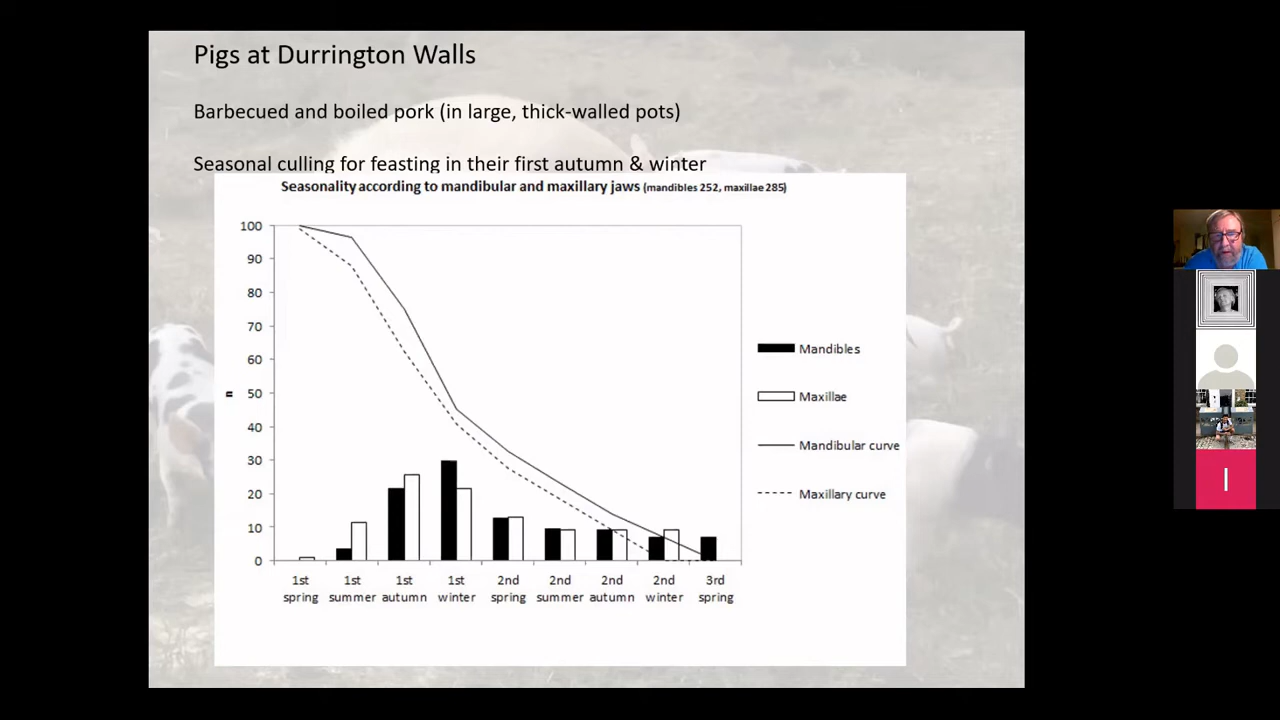 Pigs at Durrington Walls
Barbecued and boiled pork (in large, thick-walled pots)
Seasonal culling for feasting in their first autumn & winter
Seasonality according to mandibular and maxillary jaws (mandibles 252, maxillae 285)
100
90
80
70
60
50
40
30
20
10
0
n
1st spring
1st summer
1st autumn
1st winter
2nd spring
2nd summer
2nd autumn
2nd winter
3rd spring
Mandibles
Maxillae
Mandibular curve
Maxillary curve
I